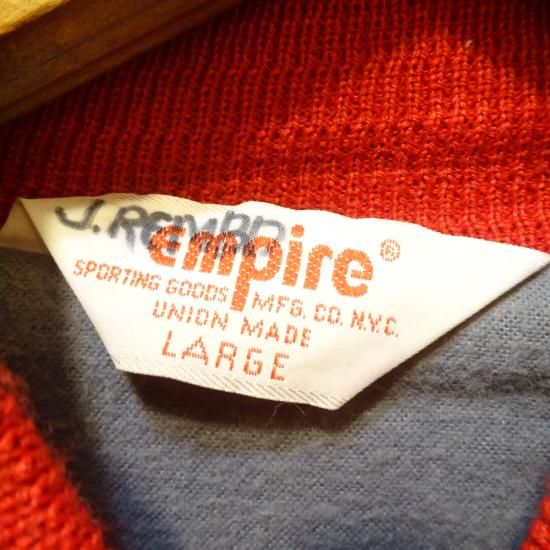 J.
empire®
SPORTING GOODS MFG. CO. N.Y.C.
UNION MADE
LARGE